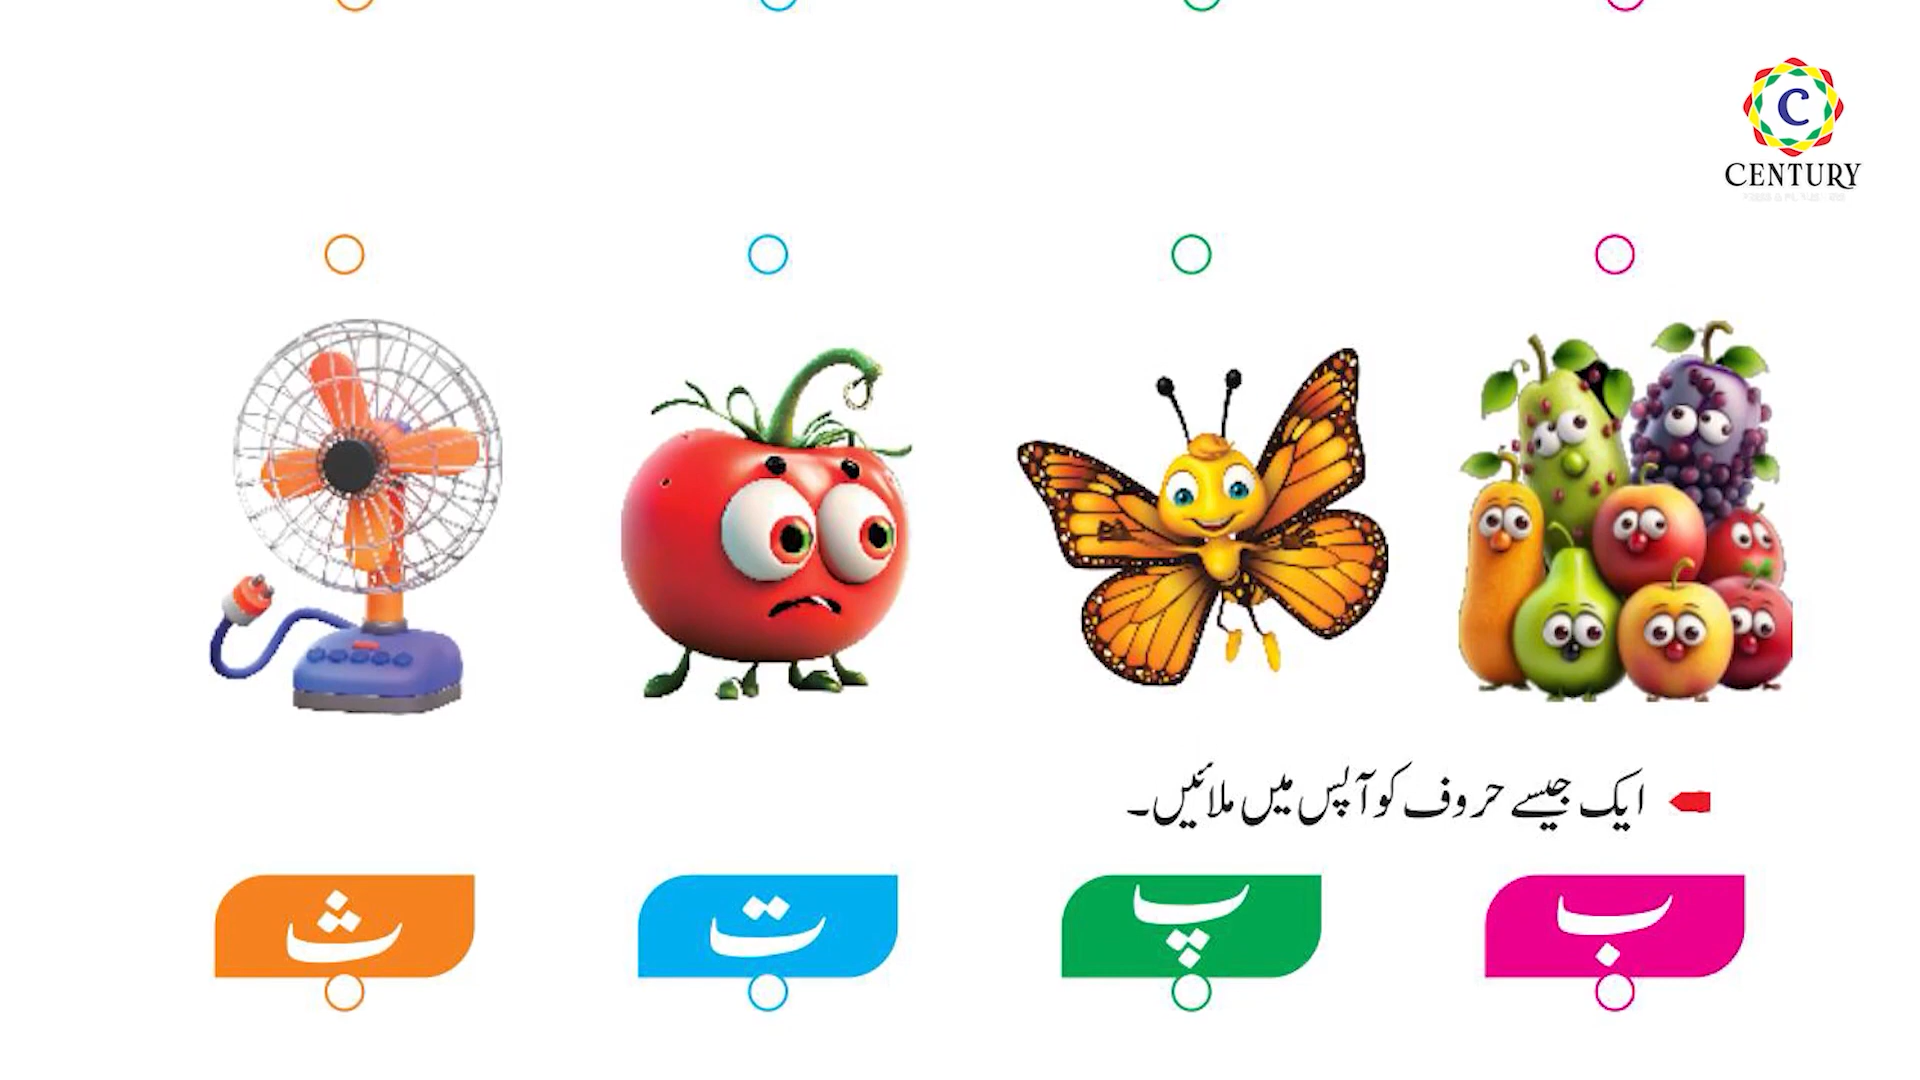 C
CENTURY
ایک جیسے حروف کو آپس میں ملائیں۔
ب
پ
ت
ث